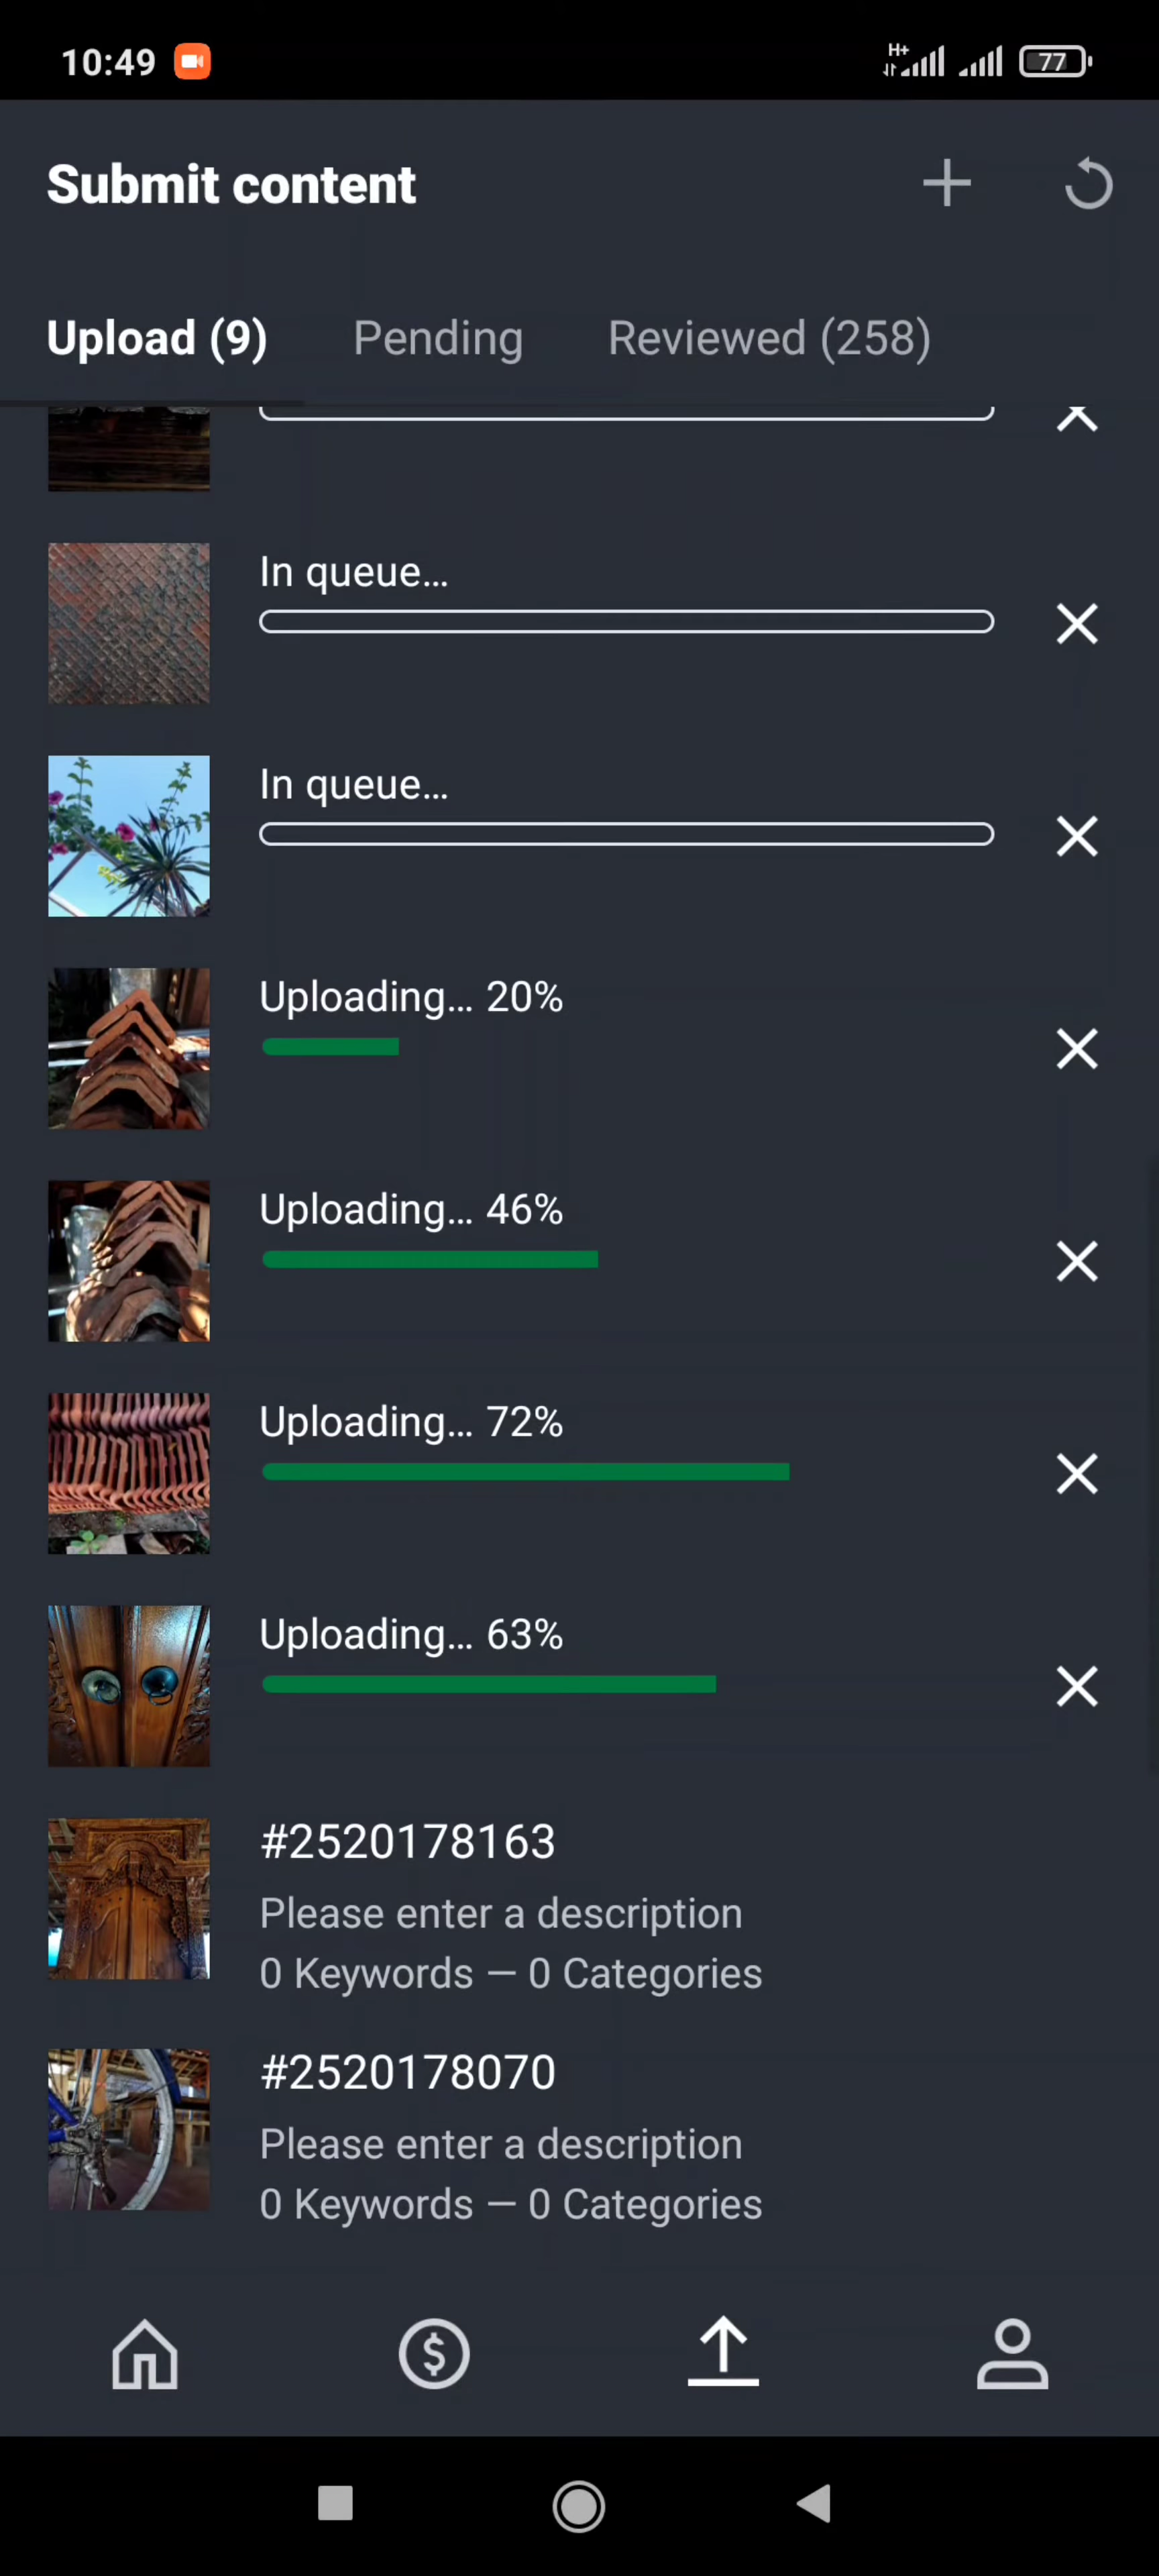 10:49
H+
77
Submit content
Upload (9) Pending Reviewed (258)
In queue...
In queue...
Uploading... 20%
Uploading... 46%
Uploading... 72%
Uploading... 63%
#2520178163
Please enter a description
0 Keywords — 0 Categories
#2520178070
Please enter a description
0 Keywords — 0 Categories